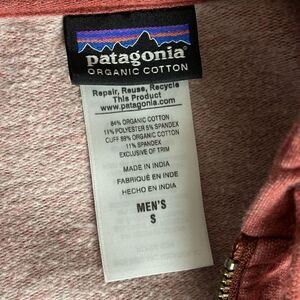 patagonia®
ORGANIC COTTON
Repair, Reuse, Recycle
This Product
www.patagonia.com
84% ORGANIC COTTON
11% POLYESTER 5% SPANDEX
CUFF 89% ORGANIC COTTON
11% SPANDEX
EXCLUSIVE OF TRIM
MADE IN INDIA
FABRIQUÉ EN INDE
HECHO EN INDIA
MEN'S
S